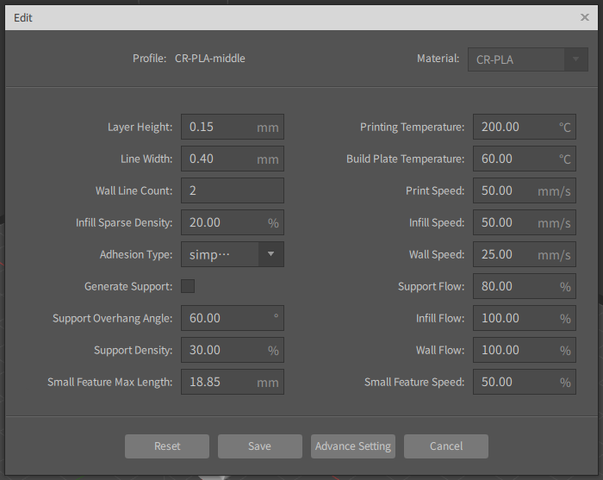 Edit
Profile: CR-PLA-middle Material: CR-PLA
Layer Height: 0.15 mm Printing Temperature: 200.00 °C
Line Width: 0.40 mm Build Plate Temperature: 60.00 °C
Wall Line Count: 2 Print Speed: 50.00 mm/s
Infill Sparse Density: 20.00 % Infill Speed: 50.00 mm/s
Adhesion Type: simp··· Wall Speed: 25.00 mm/s
Generate Support: Support Flow: 80.00 %
Support Overhang Angle: 60.00 ° Infill Flow: 100.00 %
Support Density: 30.00 % Wall Flow: 100.00 %
Small Feature Max Length: 18.85 mm Small Feature Speed: 50.00 %
Reset Save Advance Setting Cancel